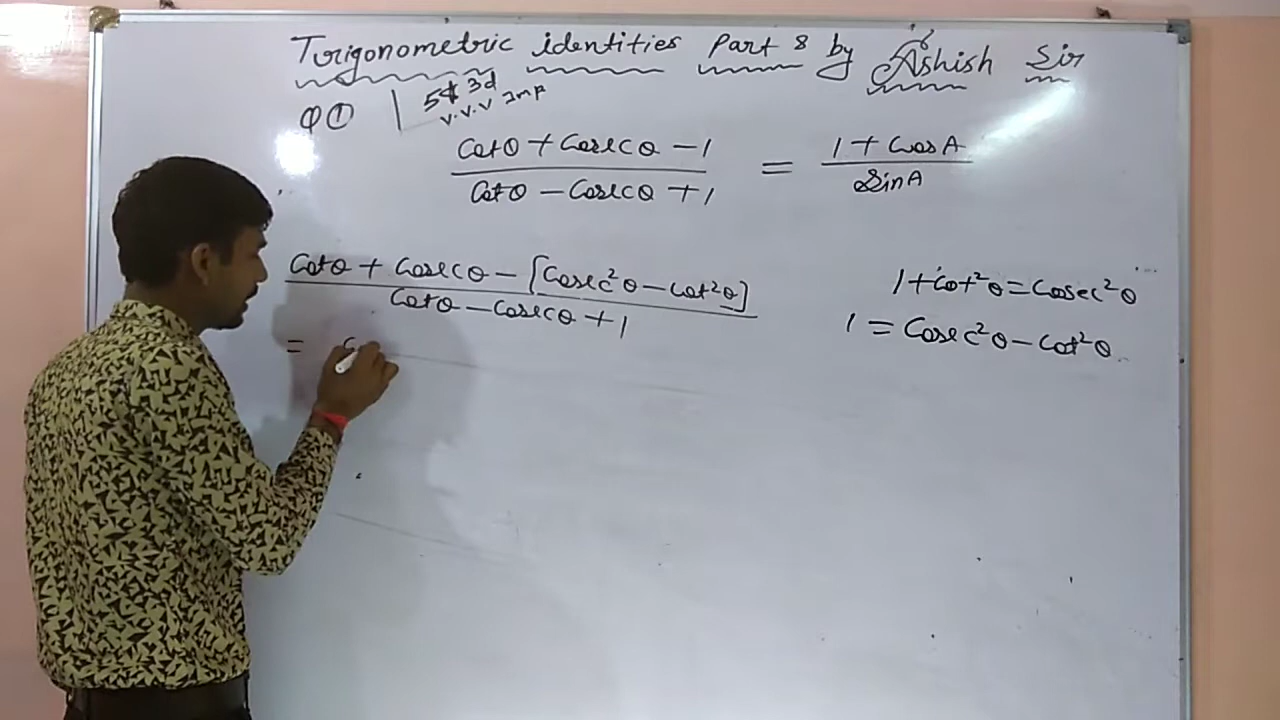 Trigonometric identities Part 8 by Ashish Sir
Q①
3d
V.V.V Imp
Cotθ + Cosecθ - 1 / Cotθ - Cosecθ + 1 = 1 + CosA / SinA
Cotθ + Cosecθ - [Cosec²θ - Cot²θ] / Cotθ - Cosecθ + 1
1 + Cot²θ = Cosec²θ
1 = Cosec²θ - Cot²θ
=